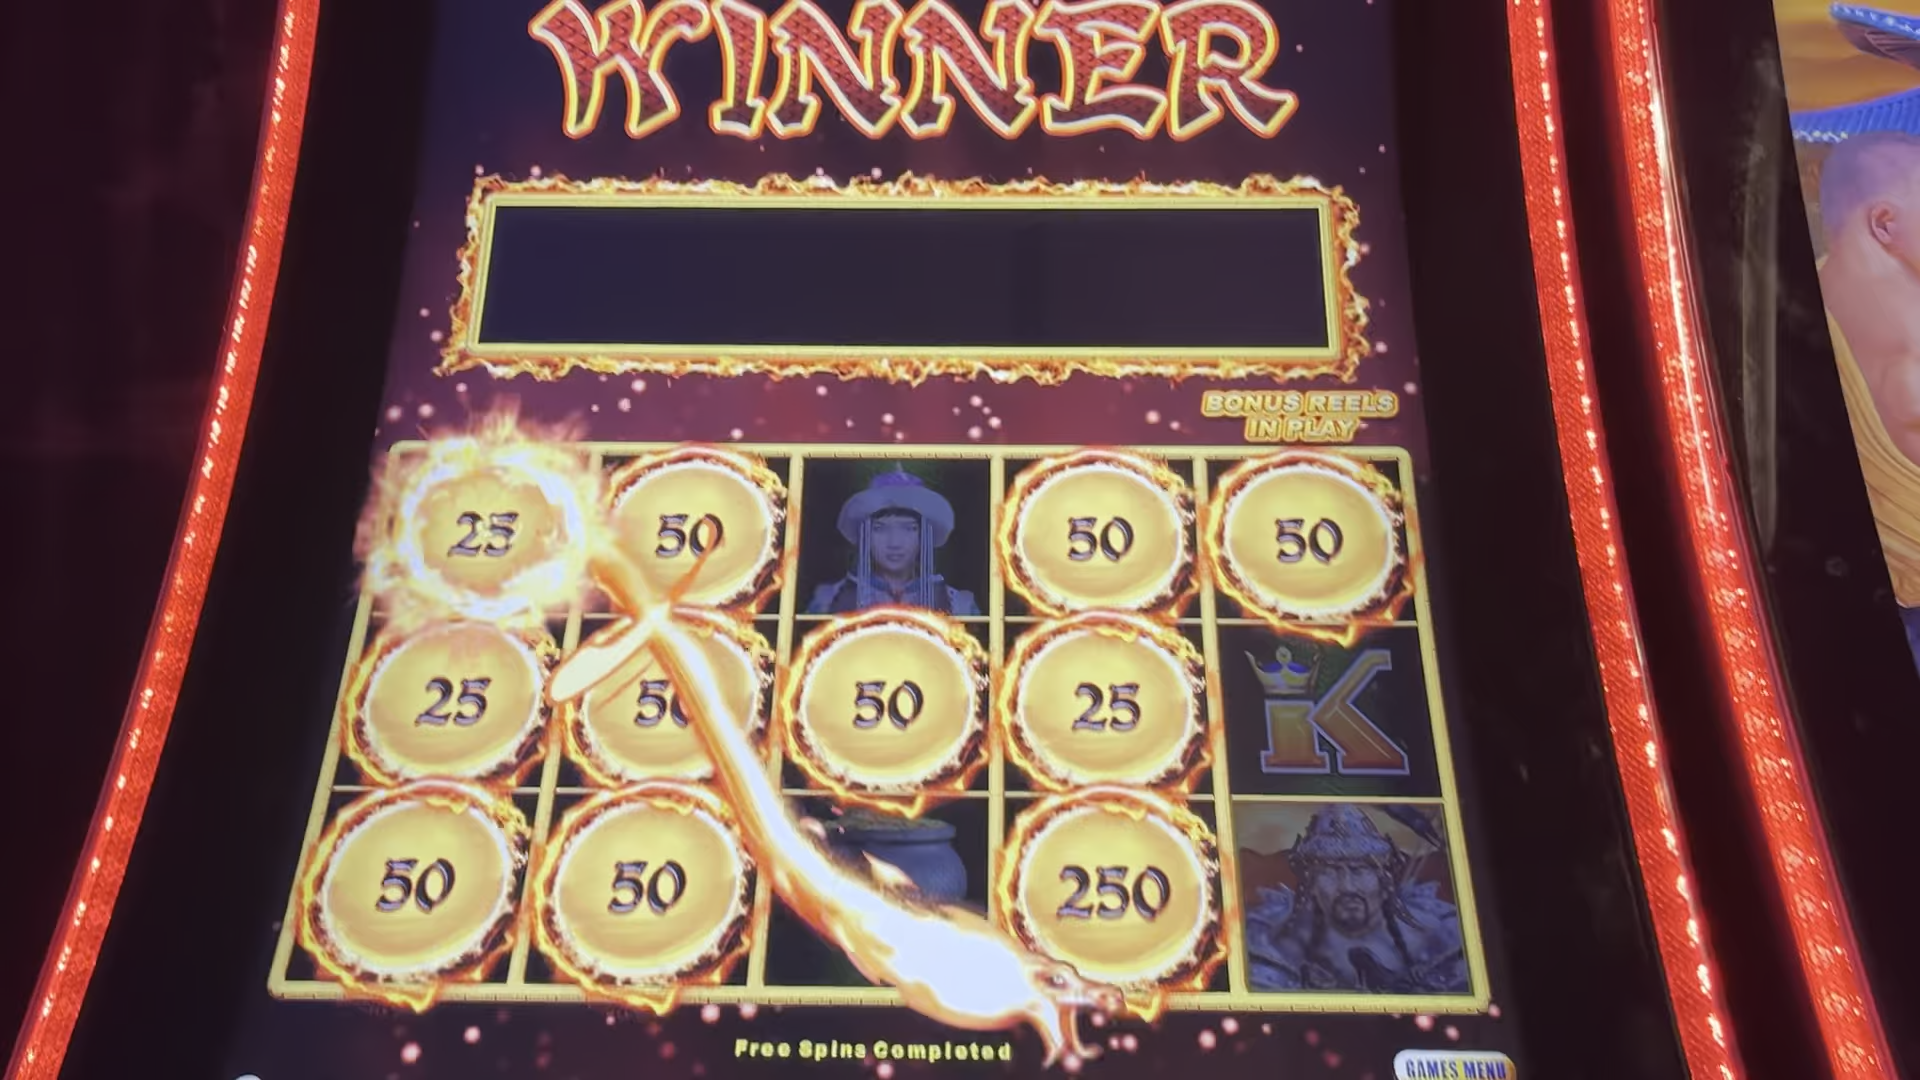 WINNER
BONUS REELS
IN PLAY
25 50 50 50
25 50 50 25 K
50 50 250
Free Spins Completed
GAMES MENU